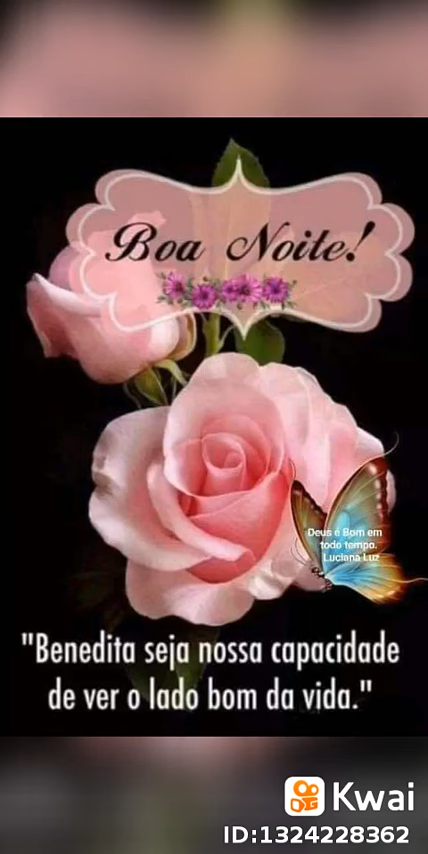 Boa Noite!
Deus é Bom em
todo tempo.
Luciana Luz
"Benedita seja nossa capacidade
de ver o lado bom da vida."
Kwai
ID:1324228362